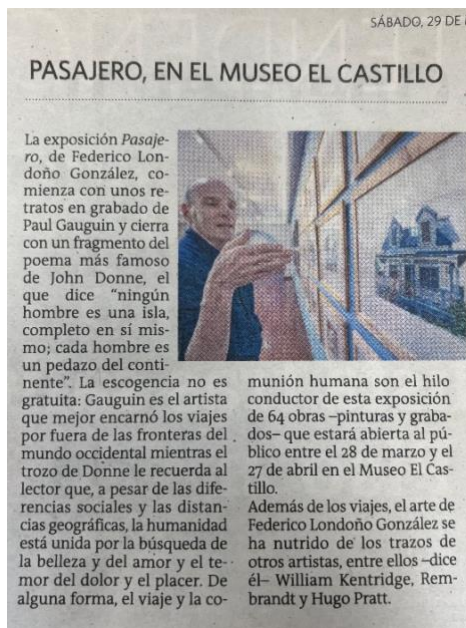 SÁBADO, 29 DE
PASAJERO, EN EL MUSEO EL CASTILLO
La exposición Pasaje-
ro, de Federico Lon-
doño González, co-
mienza con unos re-
tratos en grabado de
Paul Gauguin y cierra
con un fragmento del
poema más famoso
de John Donne, el
que dice “ningún
hombre es una isla,
completo en sí mis-
mo; cada hombre es
un pedazo del conti-
nente”. La escogencia no es
gratuita: Gauguin es el artista
que mejor encarnó los viajes
por fuera de las fronteras del
mundo occidental mientras el
trozo de Donne le recuerda al
lector que, a pesar de las dife-
rencias sociales y las distan-
cias geográficas, la humanidad
está unida por la búsqueda de
la belleza y del amor y el te-
mor del dolor y el placer. De
alguna forma, el viaje y la co-
munión humana son el hilo
conductor de esta exposición
de 64 obras –pinturas y graba-
dos– que estará abierta al pú-
blico entre el 28 de marzo y el
27 de abril en el Museo El Cas-
tillo.
Además de los viajes, el arte de
Federico Londoño González se
ha nutrido de los trazos de
otros artistas, entre ellos –dice
él– William Kentridge, Rem-
brandt y Hugo Pratt.